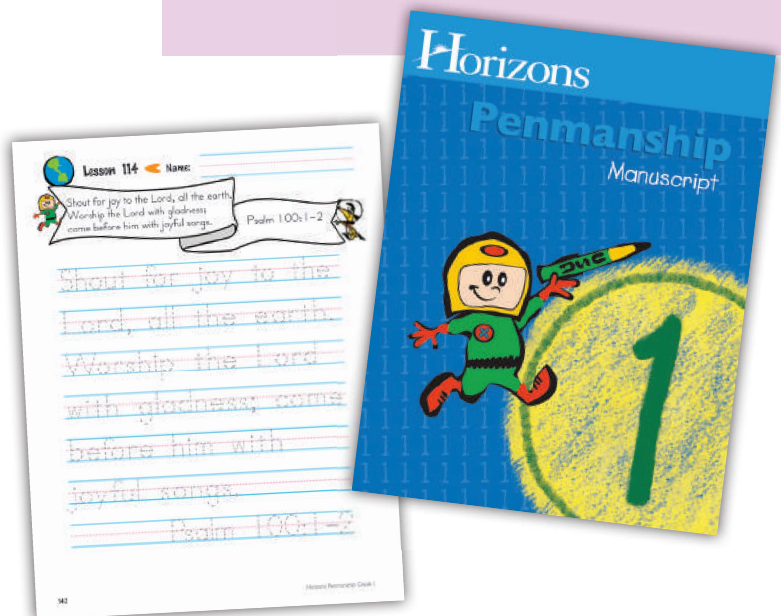 Lesson 114 Name:
Shout for joy to the Lord, all the earth.
Worship the Lord with gladness;
come before him with joyful songs.
Psalm 100:1-2
Shout for joy to the
Lord, all the earth.
Worship the Lord
with gladness; come
before him with
joyful songs.
Psalm 100:1-2
142
Horizons Penmanship Grade 1
Horizons
Penmanship
Manuscript
1